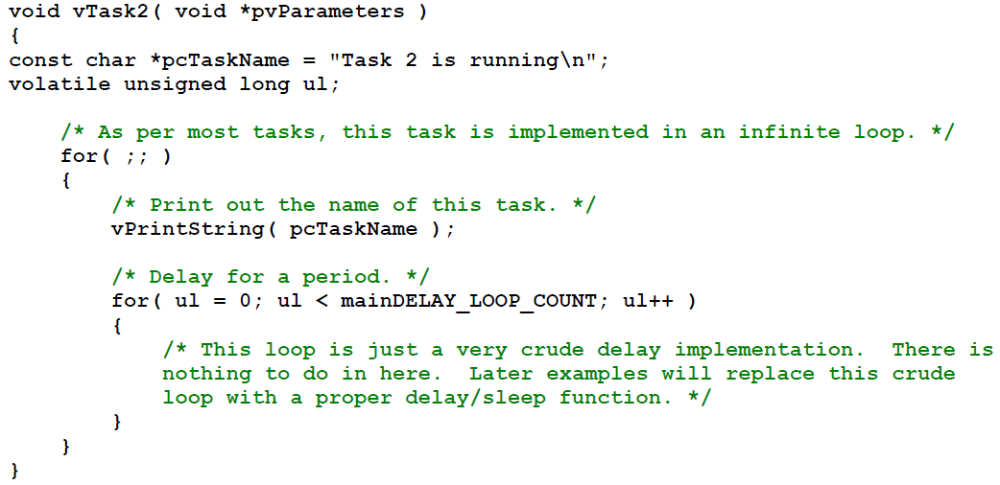 void vTask2( void *pvParameters )
{
const char *pcTaskName = "Task 2 is running\n";
volatile unsigned long ul;
/* As per most tasks, this task is implemented in an infinite loop. */
for( ;; )
{
/* Print out the name of this task. */
vPrintString( pcTaskName );
/* Delay for a period. */
for( ul = 0; ul < mainDELAY_LOOP_COUNT; ul++ )
{
/* This loop is just a very crude delay implementation.  There is
nothing to do in here.  Later examples will replace this crude
loop with a proper delay/sleep function. */
}
}
}